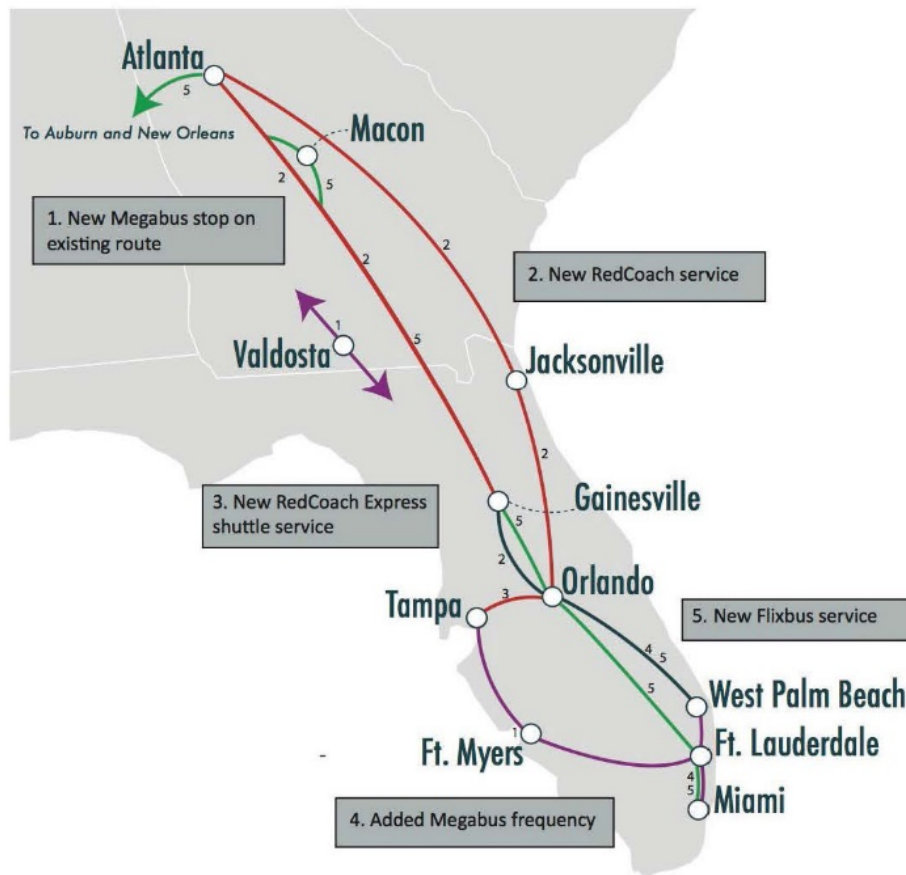 Atlanta
5
To Auburn and New Orleans
Macon
2
5
1. New Megabus stop on
existing route
2
2
2. New RedCoach service
1
Valdosta
5
Jacksonville
2
3. New RedCoach Express
shuttle service
Gainesville
5
2
Orlando
3
Tampa
5. New Flixbus service
4
5
5
West Palm Beach
1
Ft. Myers
Ft. Lauderdale
4
5
Miami
4. Added Megabus frequency